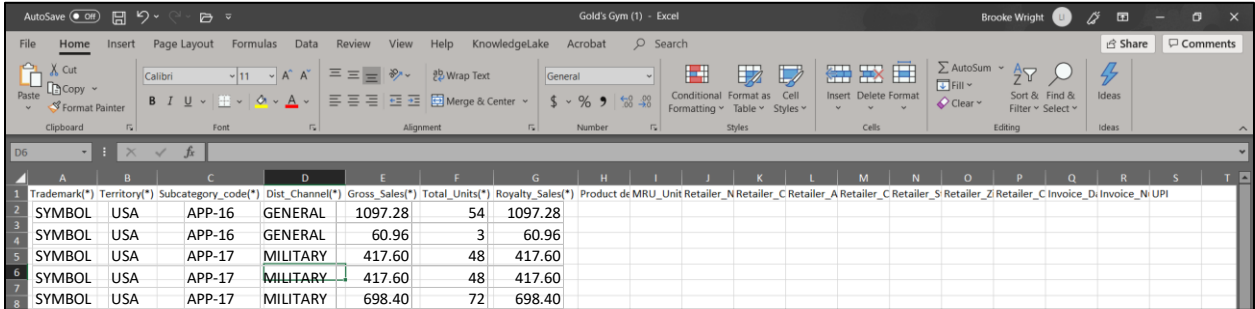 AutoSave Off Gold's Gym (1) - Excel Brooke Wright
File Home Insert Page Layout Formulas Data Review View Help KnowledgeLake Acrobat Search Share Comments
Cut Calibri 11 A^ Aˇ Wrap Text General AutoSum
Paste Copy Fill
Format Painter B I U A Merge & Center $ % 9 Conditional Format as Cell Insert Delete Format Clear Sort & Find & Ideas
Formatting Table Styles Filter Select
Clipboard Font Alignment Number Styles Cells Editing Ideas
D6 fx
A B C D E F G H I J K L M N O P Q R S T
1 Trademark(*) Territory(*) Subcategory_code(*) Dist_Channel(*) Gross_Sales(*) Total_Units(*) Royalty_Sales(*) Product de MRU_Unit Retailer_N Retailer_C Retailer_A Retailer_C Retailer_S Retailer_Z Retailer_C Invoice_Da Invoice_N UPI
2 SYMBOL USA APP-16 GENERAL 1097.28 54 1097.28
3
4 SYMBOL USA APP-16 GENERAL 60.96 3 60.96
5 SYMBOL USA APP-17 MILITARY 417.60 48 417.60
6 SYMBOL USA APP-17 MILITARY 417.60 48 417.60
7
8 SYMBOL USA APP-17 MILITARY 698.40 72 698.40